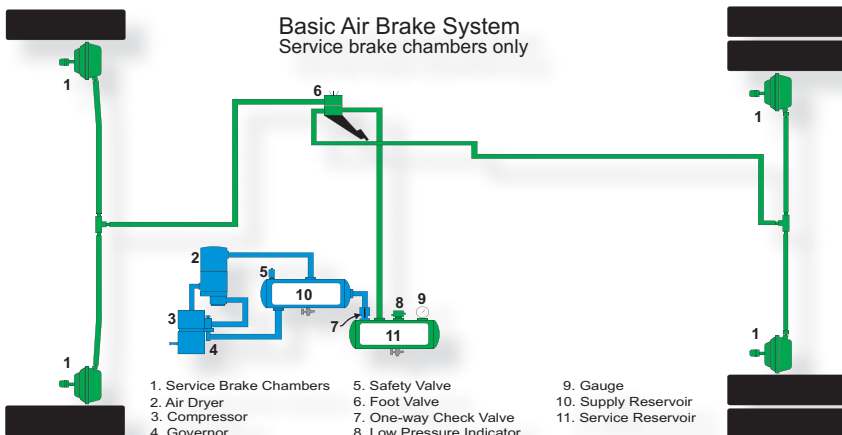 Basic Air Brake System
Service brake chambers only
1
6
1
2
5
10
8
9
3
7
11
4
1
1
1. Service Brake Chambers
2. Air Dryer
3. Compressor
4. Governor
5. Safety Valve
6. Foot Valve
7. One-way Check Valve
8. Low Pressure Indicator
9. Gauge
10. Supply Reservoir
11. Service Reservoir